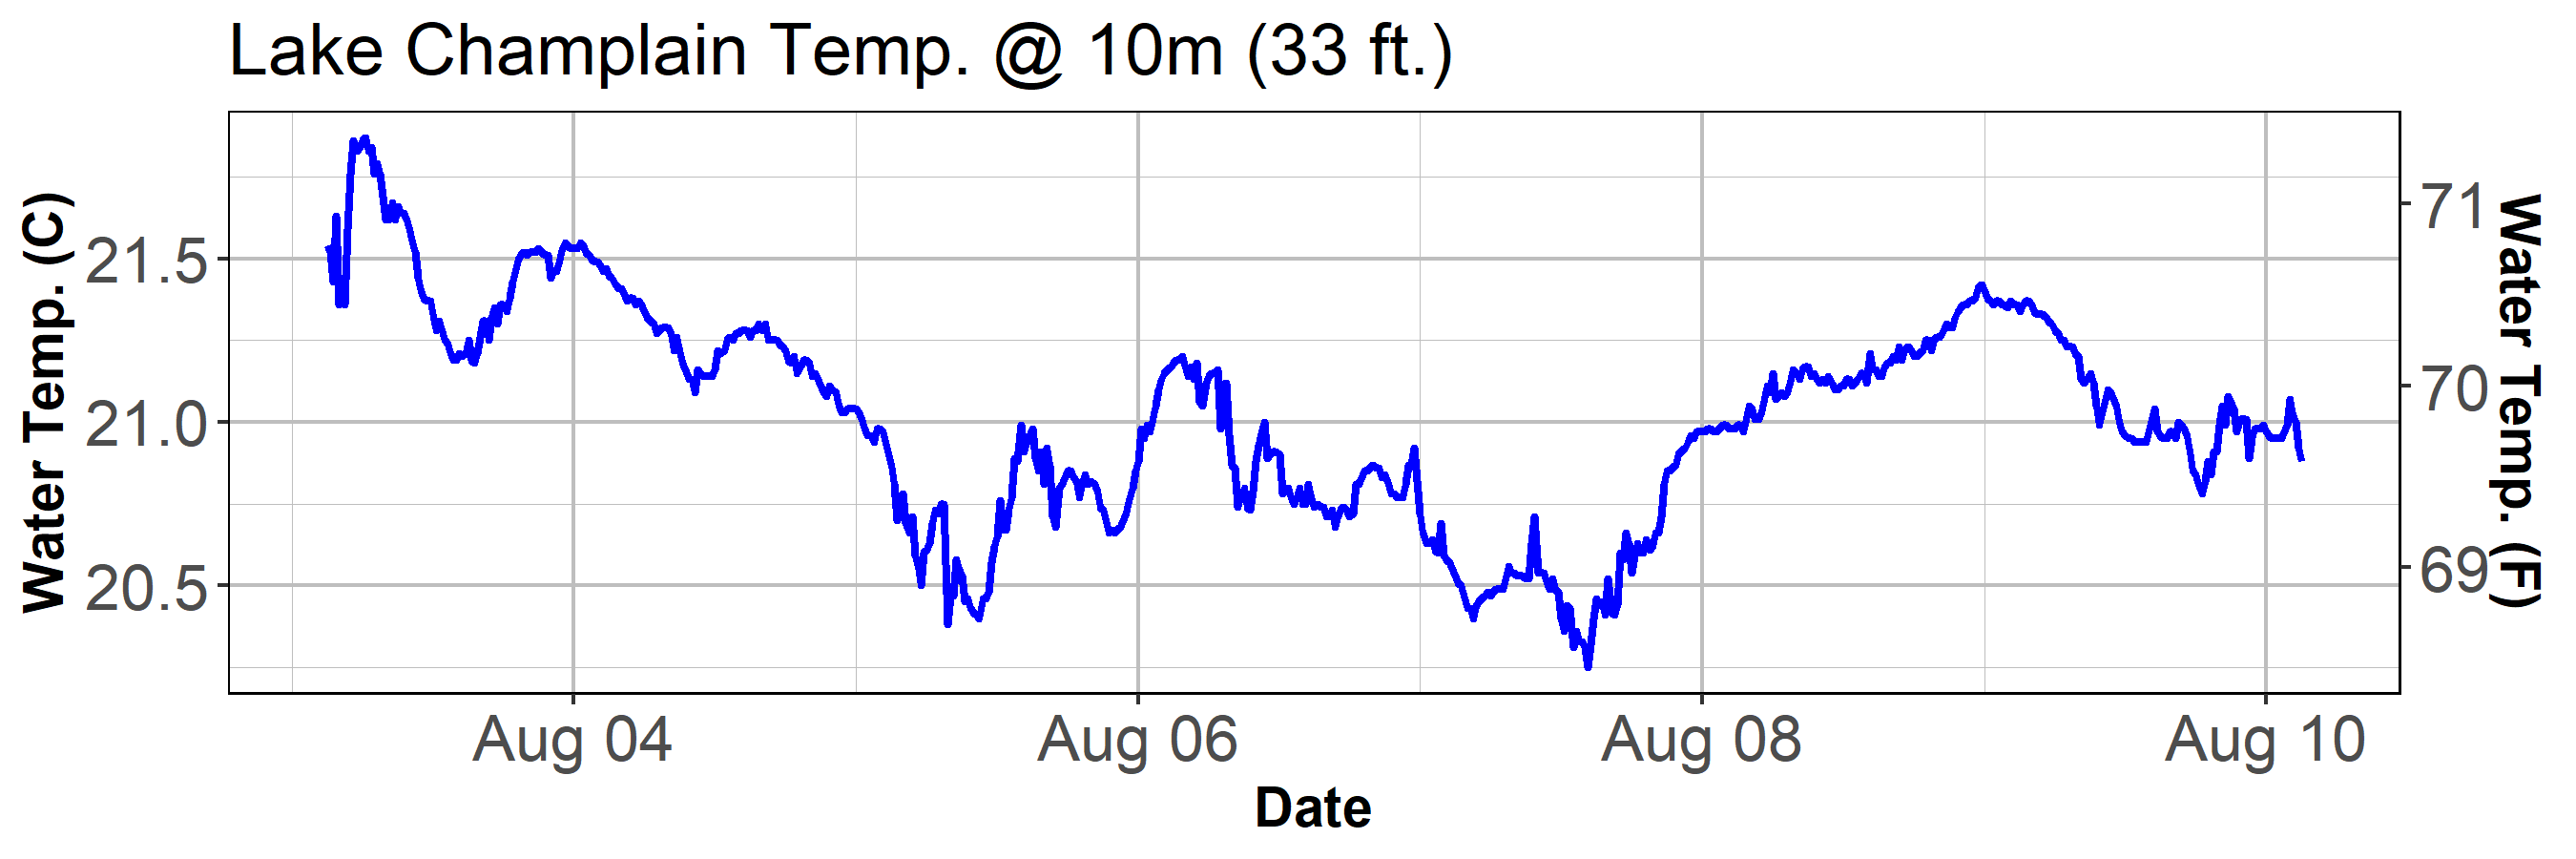 Lake Champlain Temp. @ 10m (33 ft.)
Water Temp. (C)
21.5
21.0
20.5
71
70
69
Water Temp. (F)
Aug 04
Aug 06
Aug 08
Aug 10
Date